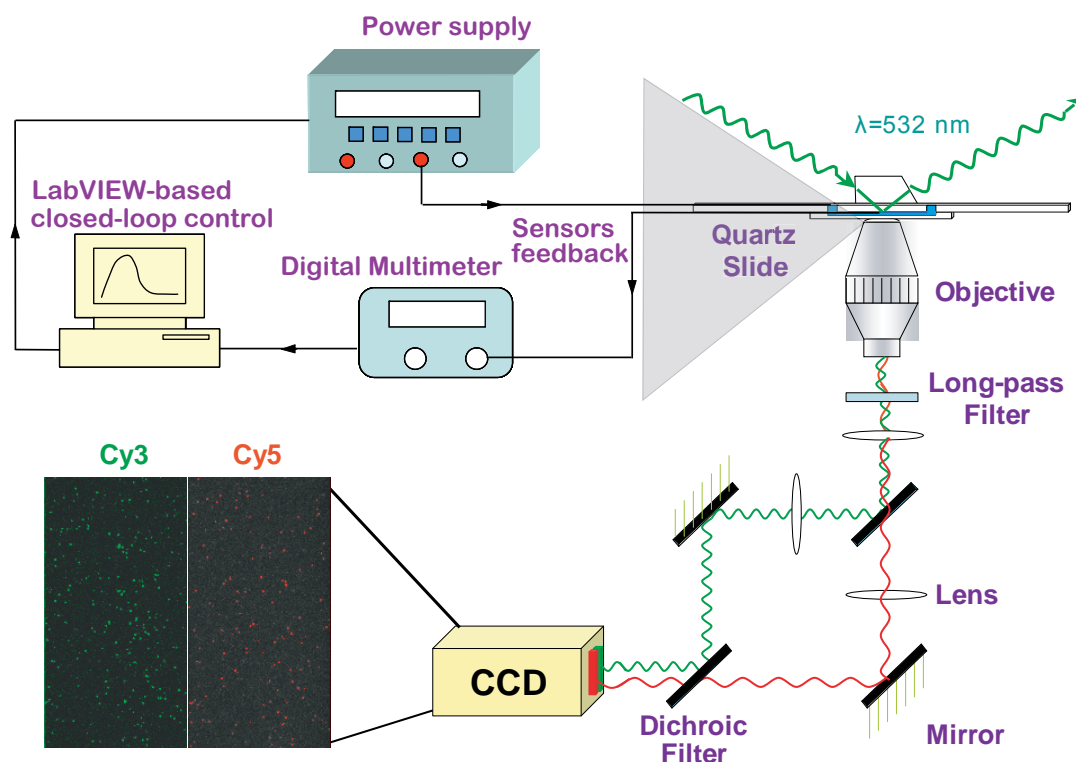 Power supply
λ=532 nm
LabVIEW-based
closed-loop control
Sensors
feedback
Quartz
Slide
Digital Multimeter
Objective
Long-pass
Filter
Cy3
Cy5
Lens
CCD
Dichroic
Filter
Mirror